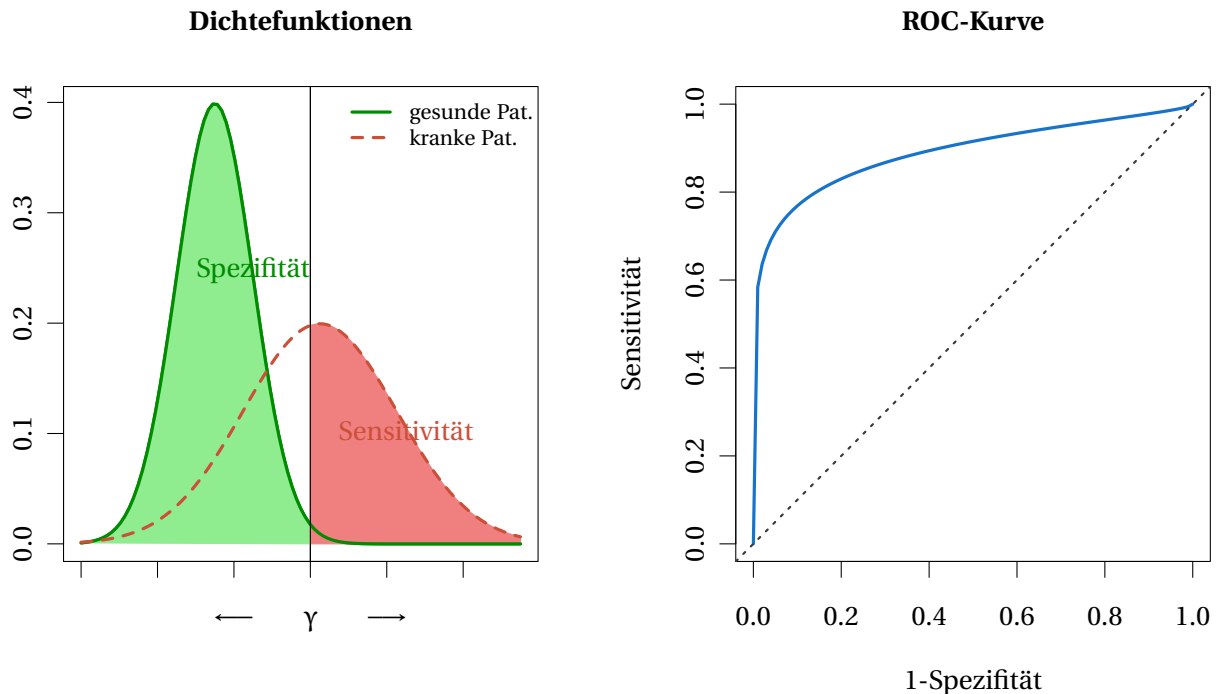 Dichtefunktionen
0.4
0.3
0.2
0.1
0.0
gesunde Pat.
kranke Pat.
Spezifität
Sensitivität
← γ →
ROC-Kurve
Sensitivität
1.0
0.8
0.6
0.4
0.2
0.0
0.0 0.2 0.4 0.6 0.8 1.0
1-Spezifität